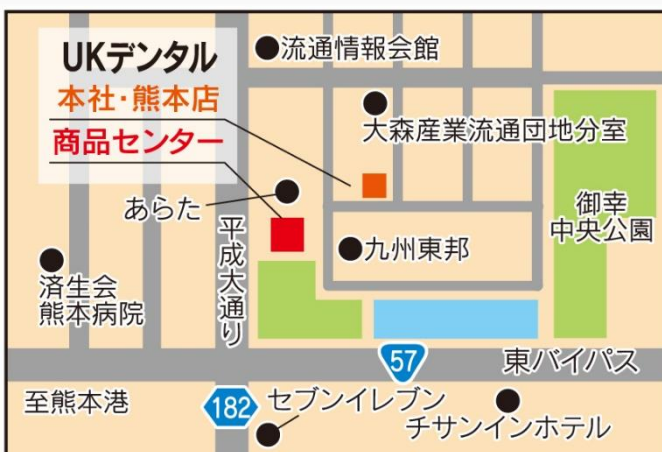 UKデンタル
本社・熊本店
商品センター
流通情報会館
大森産業流通団地分室
あらた
平成大通り
九州東邦
御幸
中央公園
済生会
熊本病院
57
東バイパス
至熊本港
182
セブンイレブン
チサンインホテル